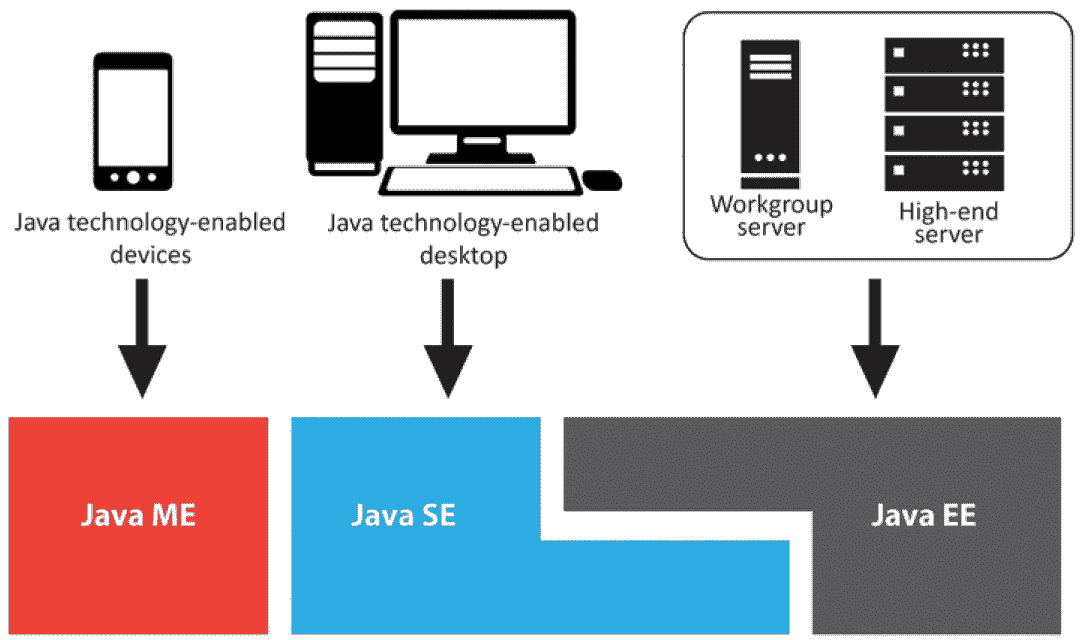 Java technology-enabled
devices
Java technology-enabled
desktop
Workgroup
server
High-end
server
Java ME
Java SE
Java EE